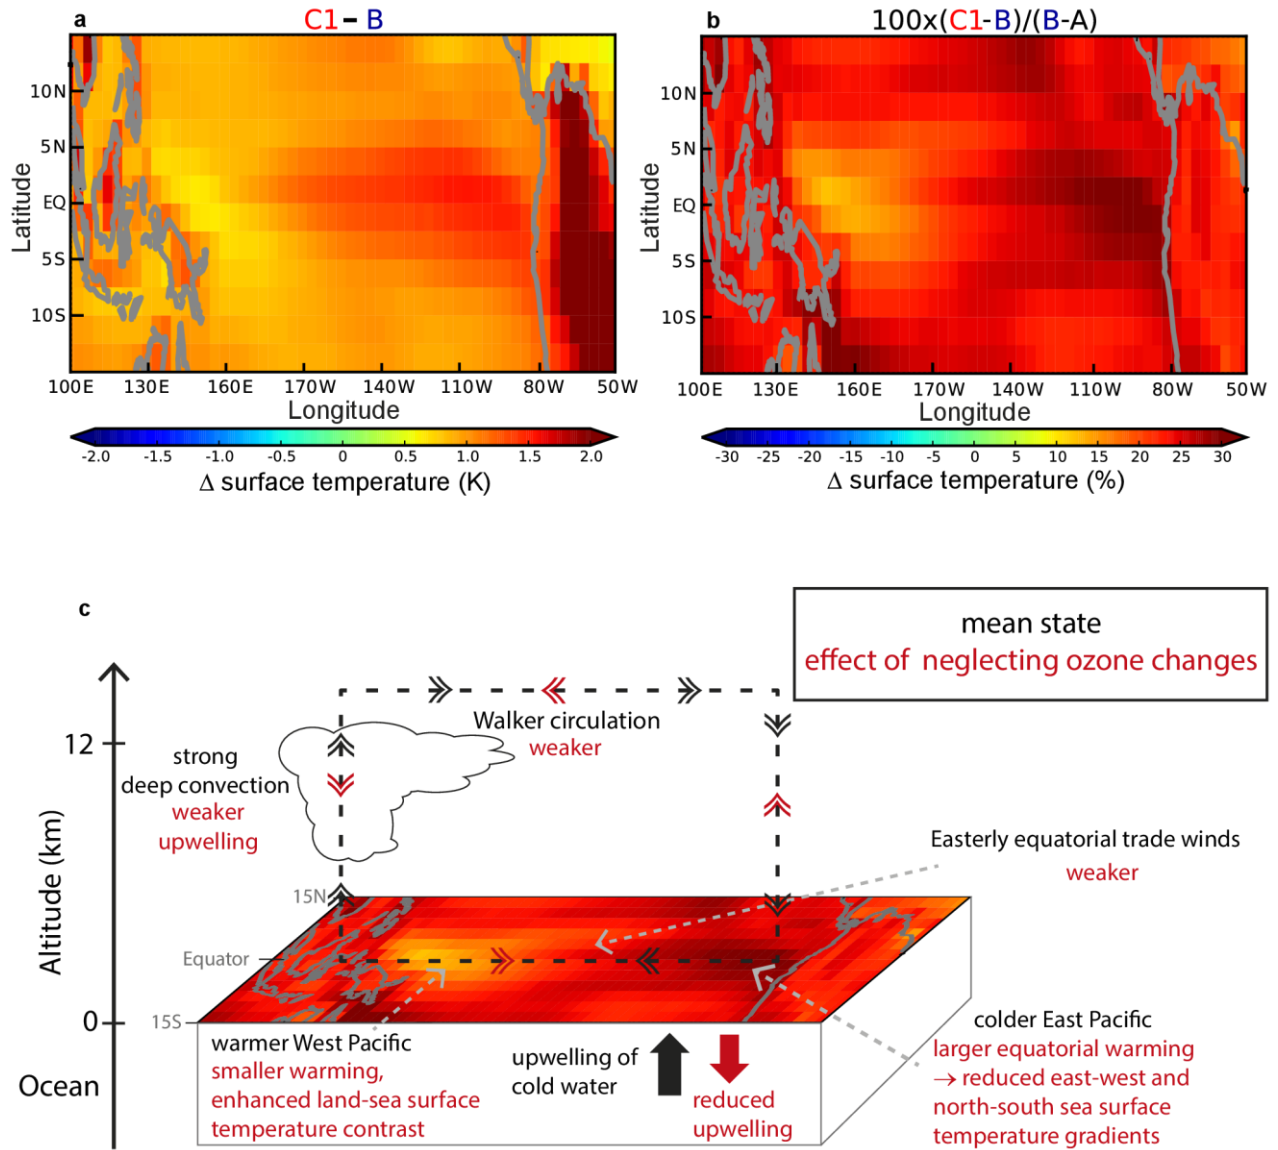 a
C1 – B
10N
5N
EQ
5S
10S
Latitude
100E 130E 160E 170W 140W 110W 80W 50W
Longitude
-2.0 -1.5 -1.0 -0.5 0 0.5 1.0 1.5 2.0
Δ surface temperature (K)
b
100x(C1-B)/(B-A)
10N
5N
EQ
5S
10S
Latitude
100E 130E 160E 170W 140W 110W 80W 50W
Longitude
-30 -25 -20 -15 -10 -5 0 5 10 15 20 25 30
Δ surface temperature (%)
c
mean state
effect of neglecting ozone changes
Altitude (km)
12
0
Ocean
strong
deep convection
weaker
upwelling
Walker circulation
weaker
Easterly equatorial trade winds
weaker
15N
Equator
15S
warmer West Pacific
smaller warming,
enhanced land-sea surface
temperature contrast
upwelling of
cold water
reduced
upwelling
colder East Pacific
larger equatorial warming
→ reduced east-west and
north-south sea surface
temperature gradients